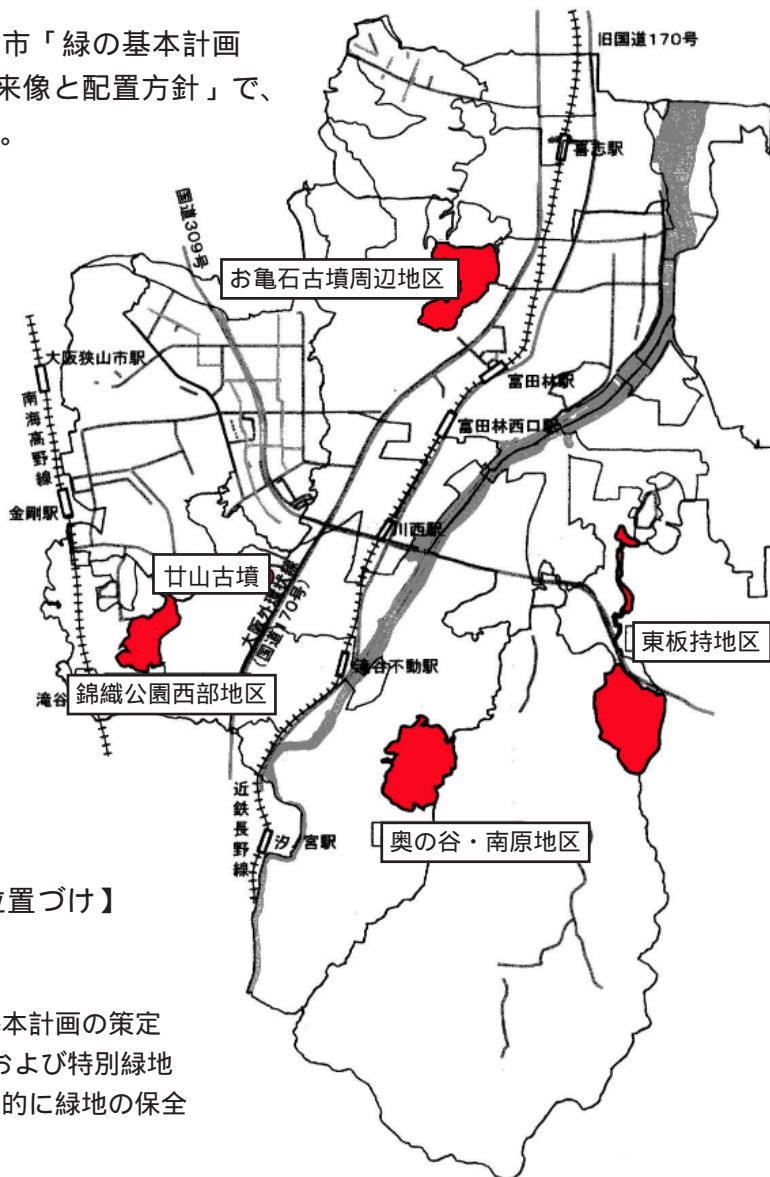 市「緑の基本計画
来像と配置方針」で、
。
旧国道170号
喜志駅
国道309号
お亀石古墳周辺地区
大阪狭山市駅
富田林駅
南海高野線
富田林西口駅
金剛駅
川西駅
廿山古墳
大阪外環状線
(国道170号)
東板持地区
滝谷不動駅
錦織公園西部地区
滝谷
近鉄長野線
汐ノ宮駅
奥の谷・南原地区
位置づけ】
本計画の策定
および特別緑地
的に緑地の保全